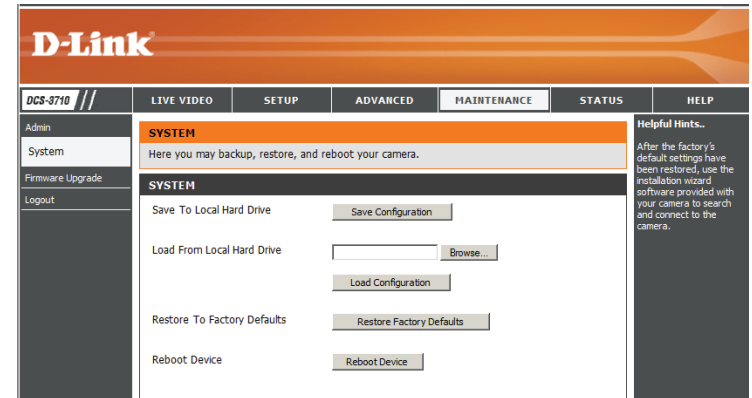 D-Link
DCS-3710 //
LIVE VIDEO SETUP ADVANCED MAINTENANCE STATUS HELP
Admin
System
Firmware Upgrade
Logout
SYSTEM
Here you may backup, restore, and reboot your camera.
SYSTEM
Save To Local Hard Drive Save Configuration
Load From Local Hard Drive Browse...
Load Configuration
Restore To Factory Defaults Restore Factory Defaults
Reboot Device Reboot Device
Helpful Hints..
After the factory's
default settings have
been restored, use the
installation wizard
software provided with
your camera to search
and connect to the
camera.